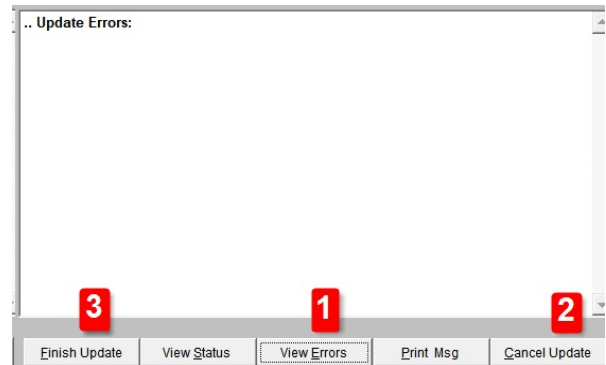 .. Update Errors:
3
1
2
Finish Update
View Status
View Errors
Print Msg
Cancel Update